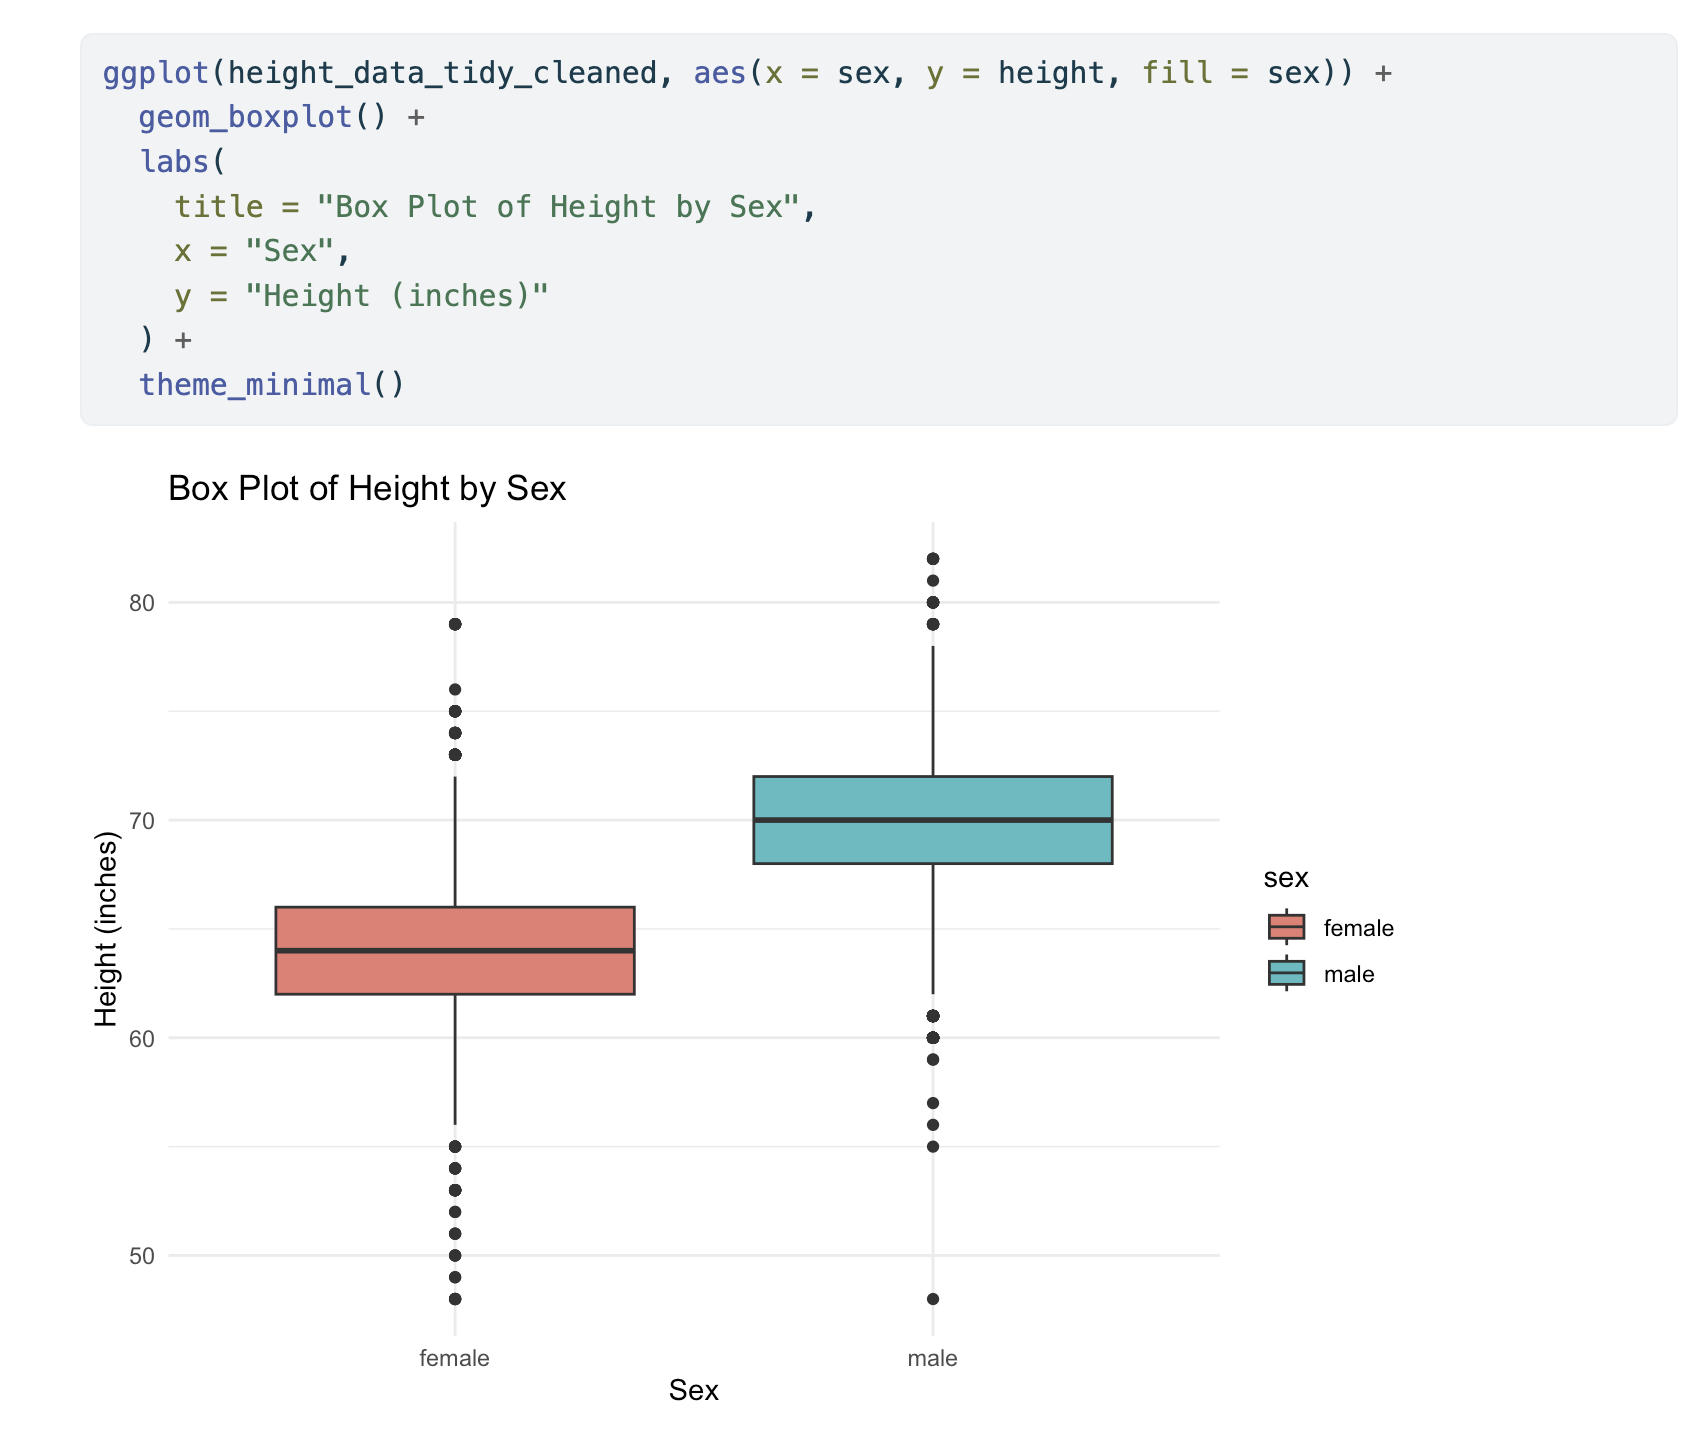 ggplot(height_data_tidy_cleaned, aes(x = sex, y = height, fill = sex)) +
  geom_boxplot() +
  labs(
    title = "Box Plot of Height by Sex",
    x = "Sex",
    y = "Height (inches)"
  ) +
  theme_minimal()
Box Plot of Height by Sex
80
70
60
50
Height (inches)
female
male
Sex
sex
female
male